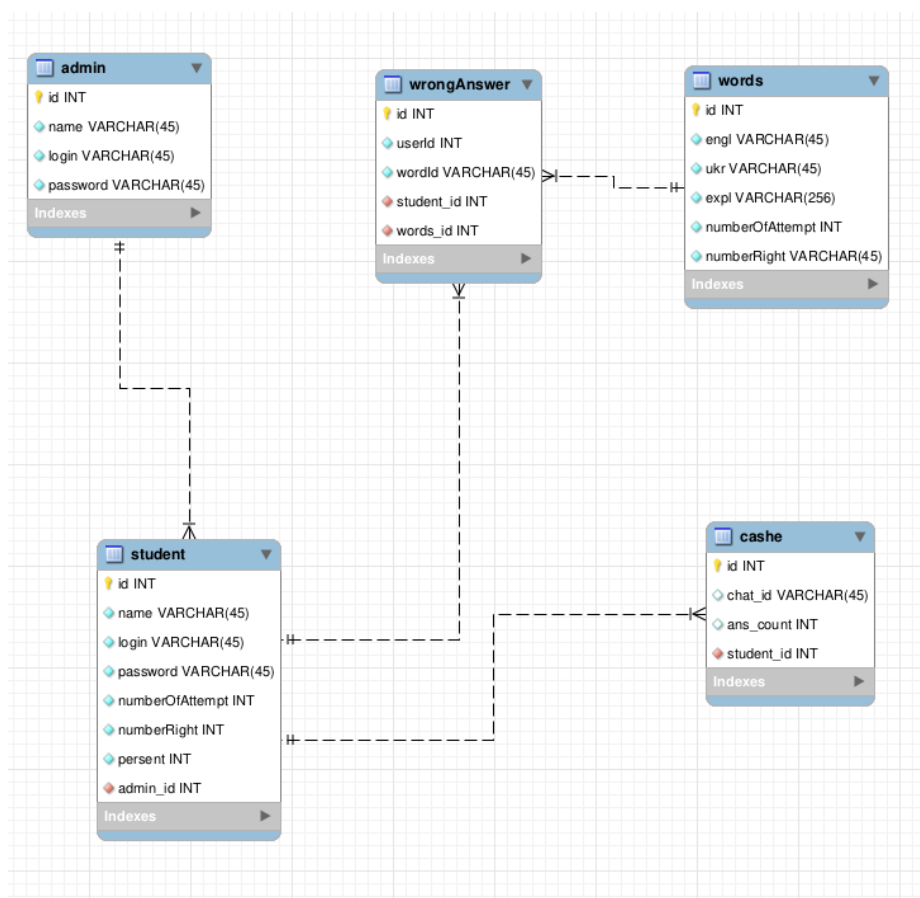 admin
id INT
name VARCHAR(45)
login VARCHAR(45)
password VARCHAR(45)
Indexes
wrongAnswer
id INT
userId INT
wordId VARCHAR(45)
student_id INT
words_id INT
Indexes
words
id INT
engl VARCHAR(45)
ukr VARCHAR(45)
expl VARCHAR(256)
numberOfAttempt INT
numberRight VARCHAR(45)
Indexes
student
id INT
name VARCHAR(45)
login VARCHAR(45)
password VARCHAR(45)
numberOfAttempt INT
numberRight INT
persent INT
admin_id INT
Indexes
cashe
id INT
chat_id VARCHAR(45)
ans_count INT
student_id INT
Indexes